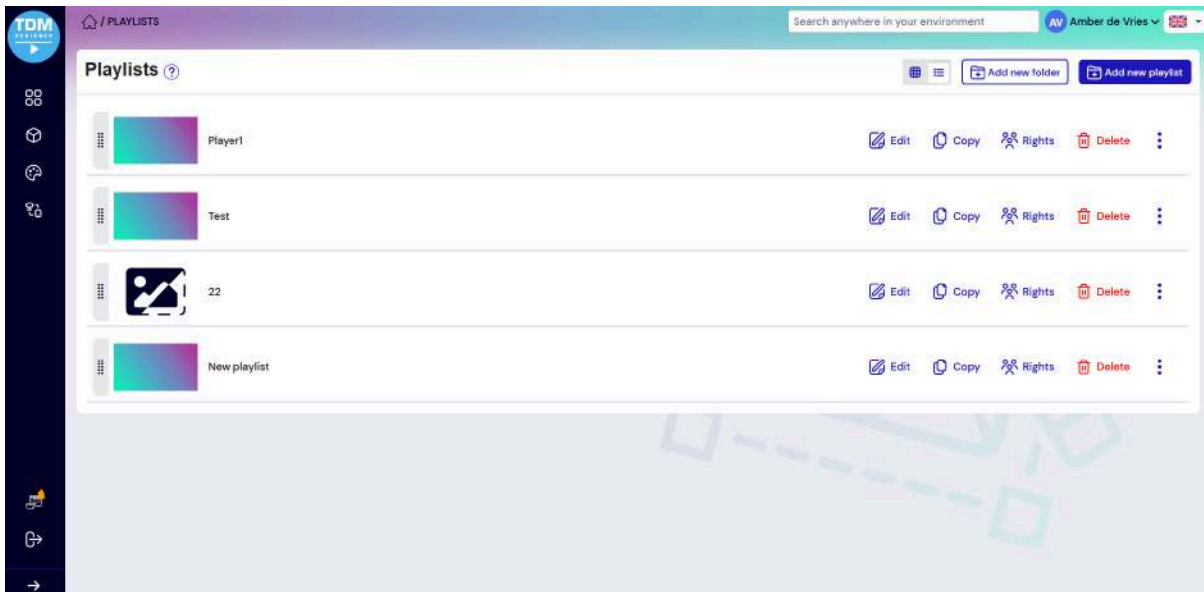 TDM
DESIGNER
/ PLAYLISTS
Search anywhere in your environment
AV Amber de Vries
Playlists ?
Add new folder
Add new playlist
Player1 Edit Copy Rights Delete
Test Edit Copy Rights Delete
22 Edit Copy Rights Delete
New playlist Edit Copy Rights Delete